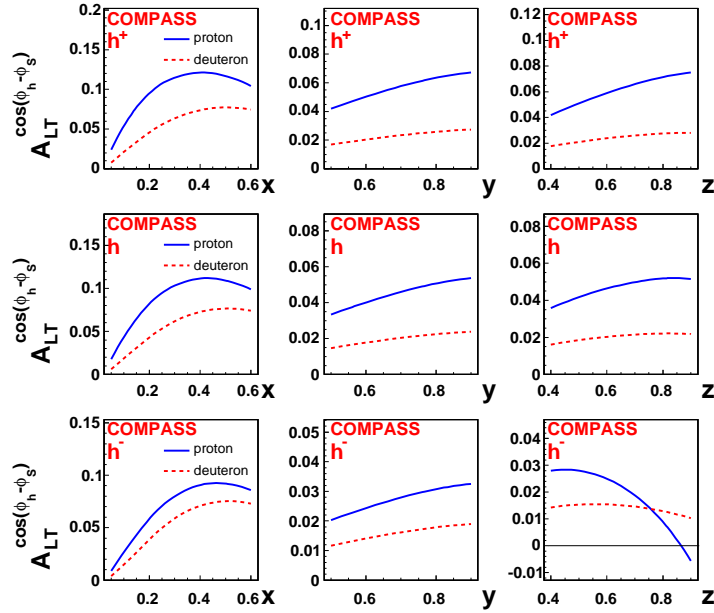 0.2 COMPASS
h+
proton
deuteron
0.15
0.1
0.05
0
0.2 0.4 0.6 x
A_LT^cos(ϕ_h-ϕ_S)
COMPASS
h+
0.1
0.08
0.06
0.04
0.02
0
0.6 0.8 y
0.12 COMPASS
h+
0.1
0.08
0.06
0.04
0.02
0
0.4 0.6 0.8 z
COMPASS
h
proton
deuteron
0.15
0.1
0.05
0
0.2 0.4 0.6 x
A_LT^cos(ϕ_h-ϕ_S)
COMPASS
h
0.08
0.06
0.04
0.02
0
0.6 0.8 y
COMPASS
h
0.08
0.06
0.04
0.02
0
0.4 0.6 0.8 z
0.15 COMPASS
h-
proton
deuteron
0.1
0.05
0
0.2 0.4 0.6 x
A_LT^cos(ϕ_h-ϕ_S)
COMPASS
h-
0.05
0.04
0.03
0.02
0.01
0
0.6 0.8 y
COMPASS
h-
0.04
0.03
0.02
0.01
0
-0.01
0.4 0.6 0.8 z